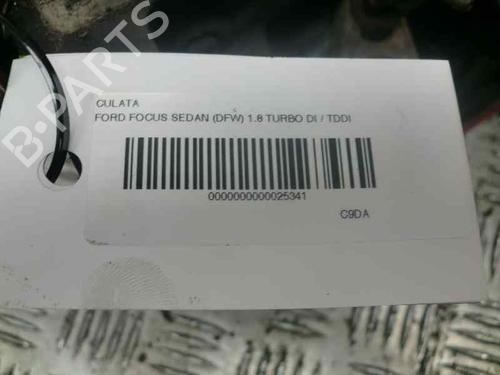 B-PARTS
CULATA
FORD FOCUS SEDAN (DFW) 1.8 TURBO DI / TDDI
0000000000025341
C9DA